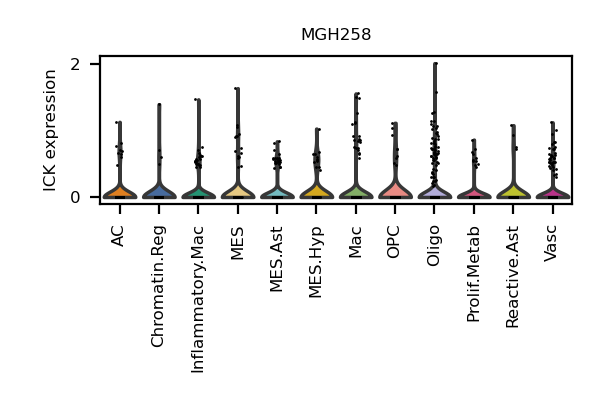 MGH258
ICK expression
2
0
AC
Chromatin.Reg
Inflammatory.Mac
MES
MES.Ast
MES.Hyp
Mac
OPC
Oligo
Prolif.Metab
Reactive.Ast
Vasc